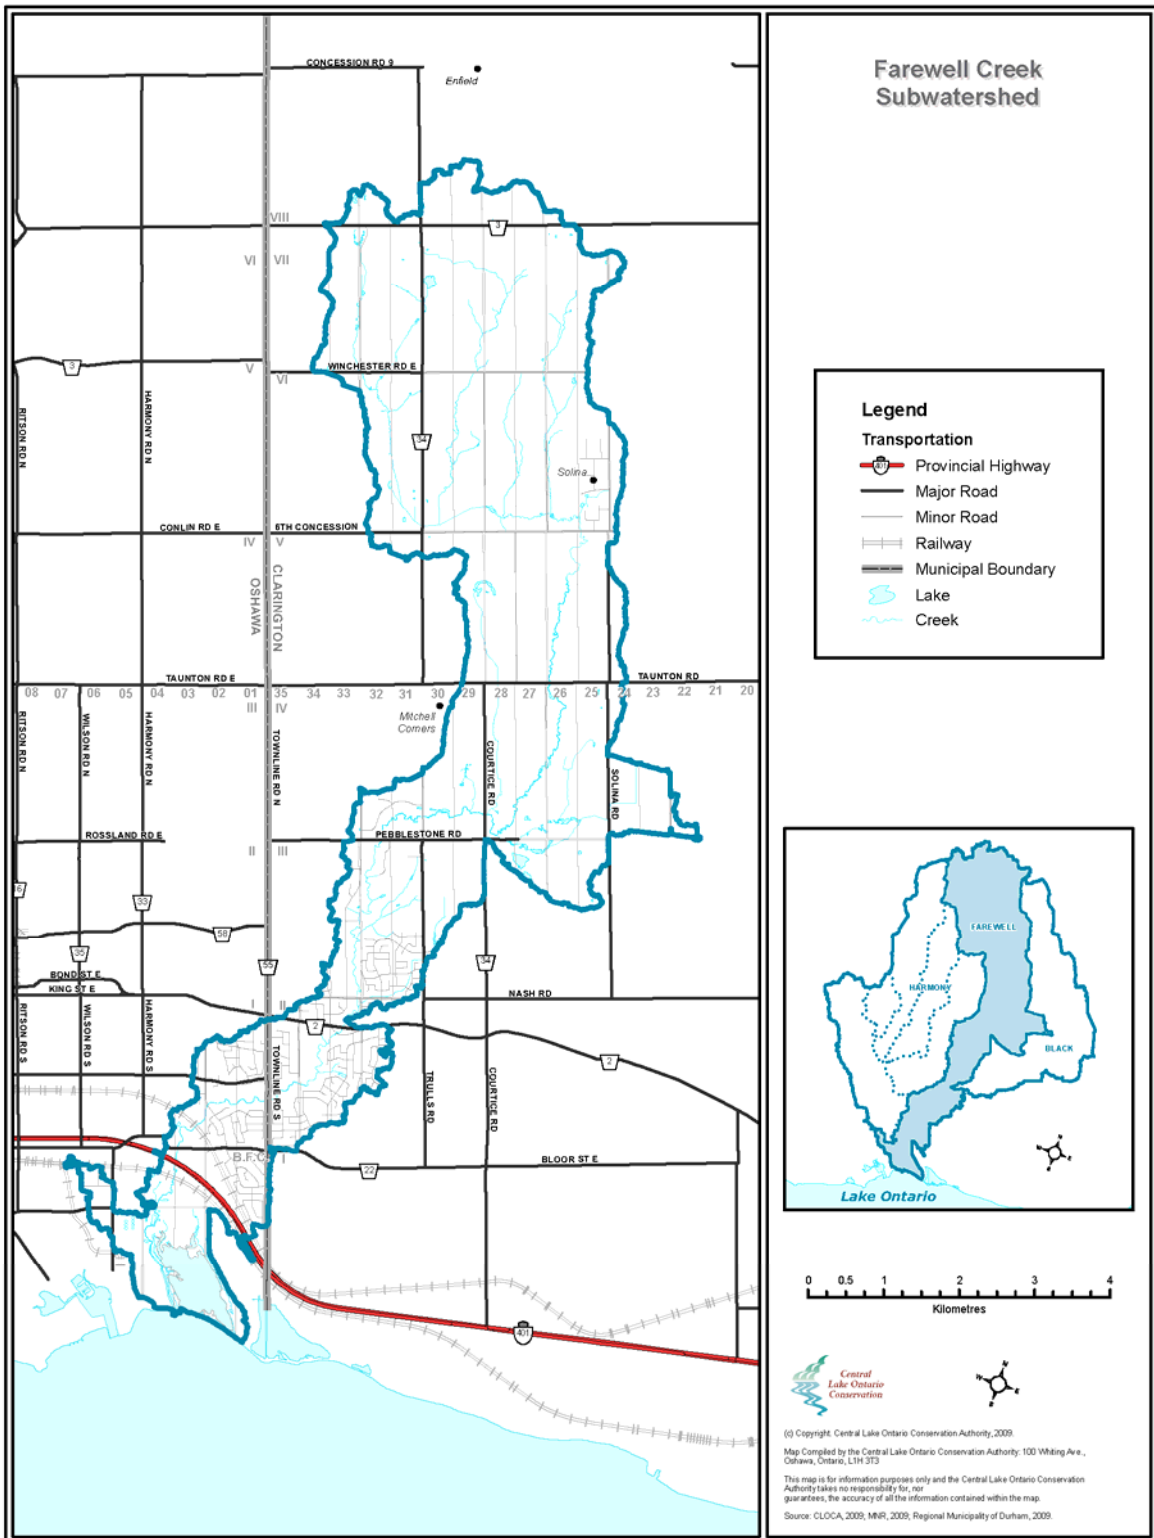 Farewell Creek
Subwatershed
CONCESSION RD 9
Enfield
VIII
3
VI
VII
V
VI
WINCHESTER RD E
3
RITSON RD N
HARMONY RD N
34
Solina
CONLIN RD E
6TH CONCESSION
IV
V
OSHAWA
CLARINGTON
TAUNTON RD E
TAUNTON RD
08 07 06 05 04 03 02 01 35 34 33 32 31 30 29 28 27 26 25 24 23 22 21 20
III
IV
Mitchell
Corners
RITSON RD N
WILSON RD N
HARMONY RD N
TOWNLINE RD N
COURTICE RD
SOLINA RD
ROSSLAND RD E
PEBBLESTONE RD
II
III
16
33
58
35
55
34
BOND ST E
KING ST E
I
II
NASH RD
2
2
RITSON RD S
WILSON RD S
HARMONY RD S
TOWNLINE RD S
TRULLS RD
COURTICE RD
B.F.C.
I
22
BLOOR ST E
401
Legend
Transportation
401
Provincial Highway
Major Road
Minor Road
Railway
Municipal Boundary
Lake
Creek
FAREWELL
HARMONY
BLACK
N
W
E
S
Lake Ontario
0 0.5 1 2 3 4
Kilometres
Central
Lake Ontario
Conservation
N
W
E
S
(c) Copyright. Central Lake Ontario Conservation Authority, 2009.
Map Compiled by the Central Lake Ontario Conservation Authority: 100 Whiting Ave.,
Oshawa, Ontario, L1H 3T3
This map is for information purposes only and the Central Lake Ontario Conservation
Authority takes no responsibility for, nor
guarantees, the accuracy of all the information contained within the map.
Source: CLOCA, 2009; MNR, 2009; Regional Municipality of Durham, 2009.